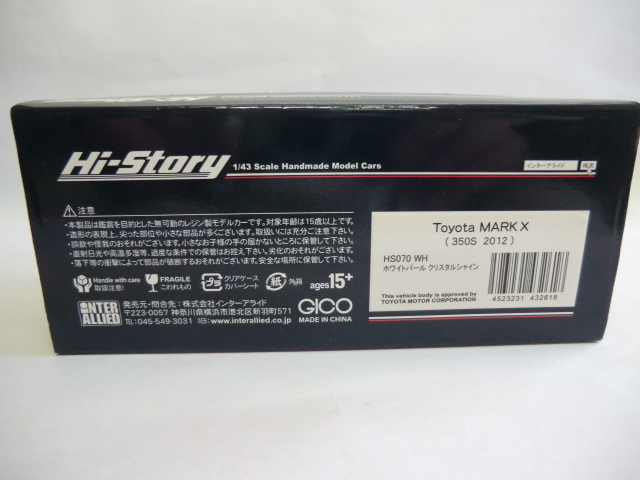 Hi-Story
1/43 Scale Handmade Model Cars
インターアライド 検索
⚠注意
•本製品は鑑賞を目的とした無可動のレジン製モデルカーです。対象年齢は15歳以上です。
•造形の表現上、尖った部位や小さな部品が多くございます。取扱いには充分ご注意下さい。
•誤飲や怪我のおそれがございます。小さなお子様の手の届かないところに保管して下さい。
•直射日光や高温多湿等、過度な条件での保管はお控え下さい。劣化のおそれがございます。
•落下等の衝撃によって部品が破損するおそれがございます。安全な場所に保管して下さい。
Handle with care
取扱注意!
FRAGILE
こわれもの
プラ
クリアケース
カバーシート
紙
外箱
ages15+
INTER
ALLIED
発売元・問合先：株式会社インターアライド
〒223-0057 神奈川県横浜市港北区新羽町571
TEL.045-549-3031 www.interallied.co.jp
GICO
MADE IN CHINA
Toyota MARK X
( 350S 2012 )
HS070 WH
ホワイトパール クリスタルシャイン
This vehicle body is approved by
TOYOTA MOTOR CORPORATION
4523231 432618